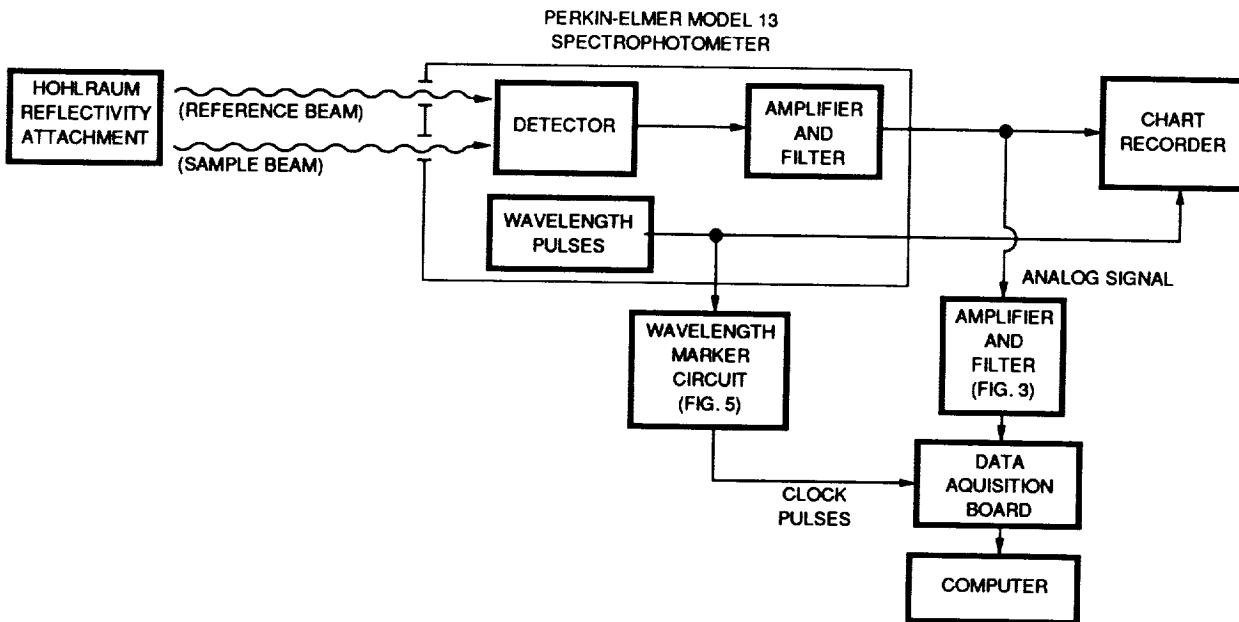 PERKIN-ELMER MODEL 13
SPECTROPHOTOMETER
HOHLRAUM
REFLECTIVITY
ATTACHMENT
(REFERENCE BEAM)
(SAMPLE BEAM)
DETECTOR
AMPLIFIER
AND
FILTER
CHART
RECORDER
WAVELENGTH
PULSES
ANALOG SIGNAL
WAVELENGTH
MARKER
CIRCUIT
(FIG. 5)
AMPLIFIER
AND
FILTER
(FIG. 3)
CLOCK
PULSES
DATA
AQUISITION
BOARD
COMPUTER